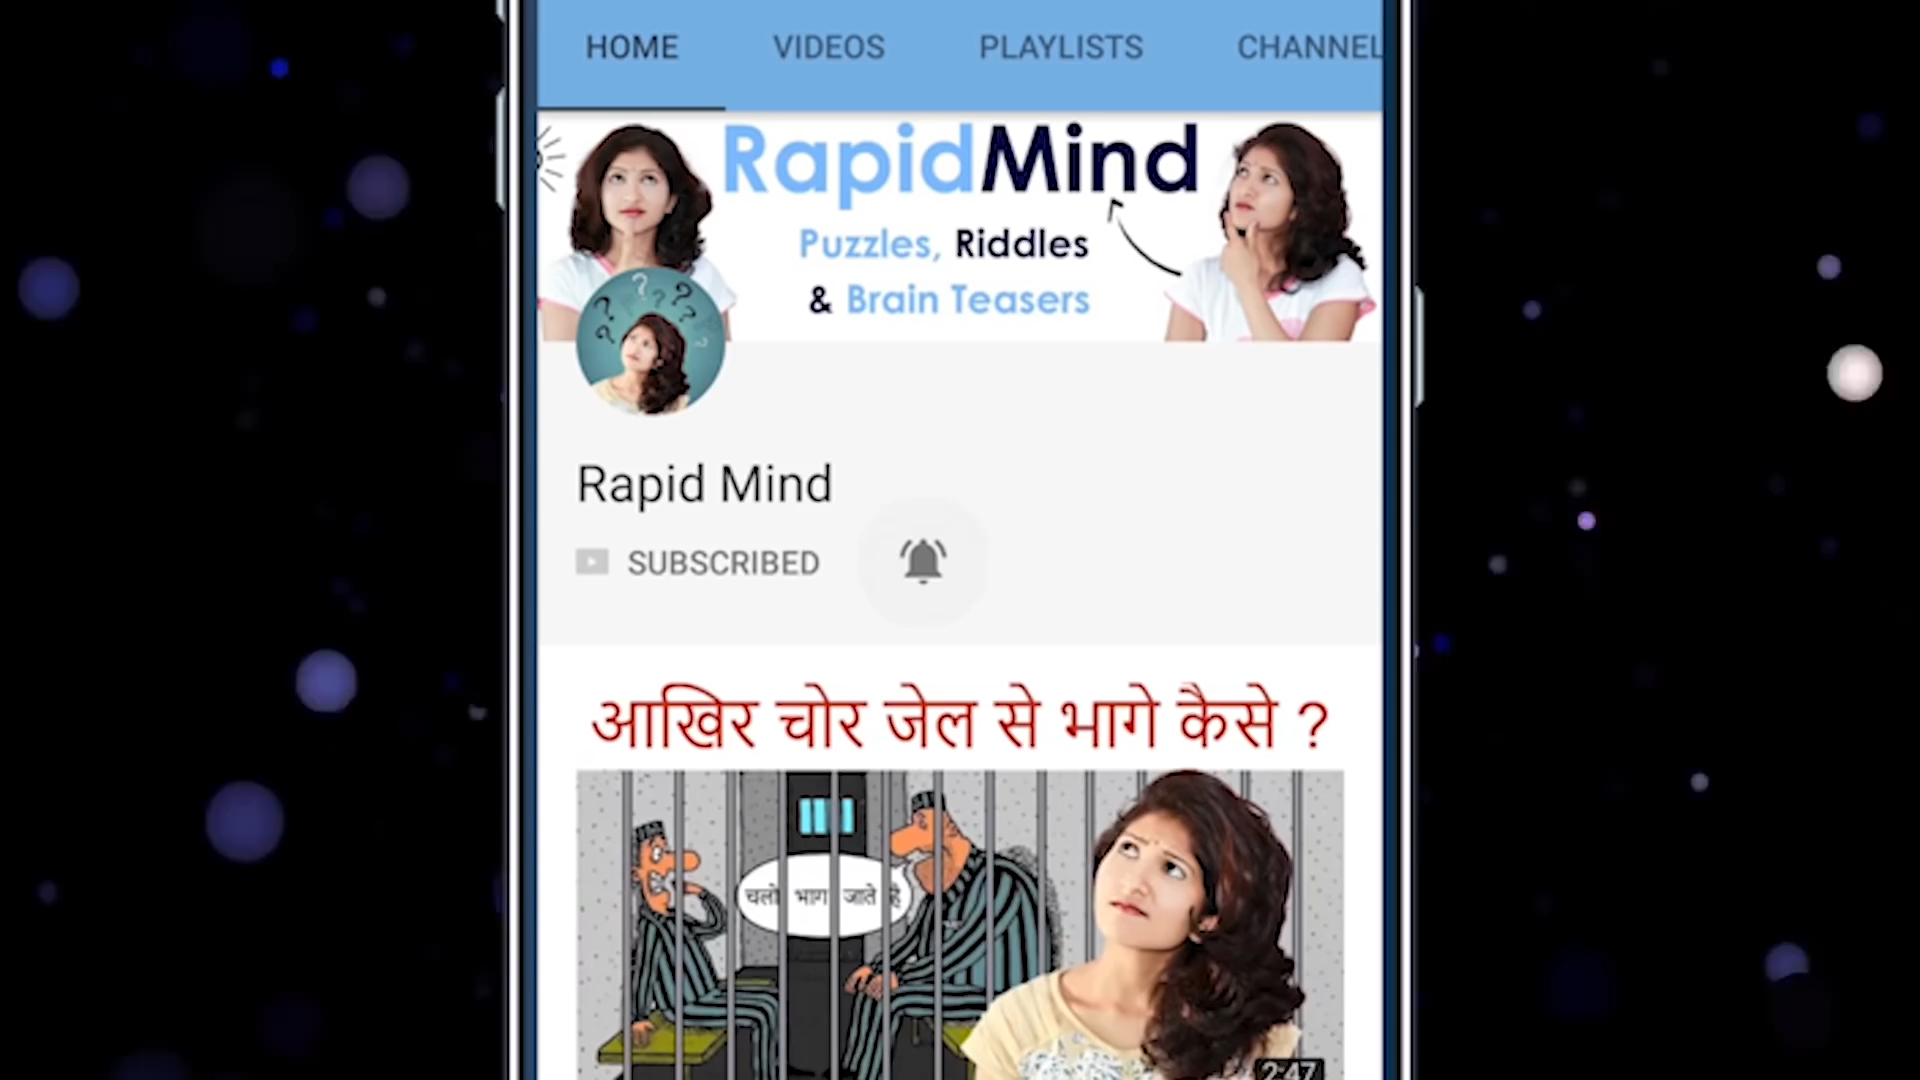 HOME VIDEOS PLAYLISTS CHANNEL
RapidMind
Puzzles, Riddles
& Brain Teasers
Rapid Mind
SUBSCRIBED
आखिर चोर जेल से भागे कैसे ?
चलो भाग जाते है
2:47